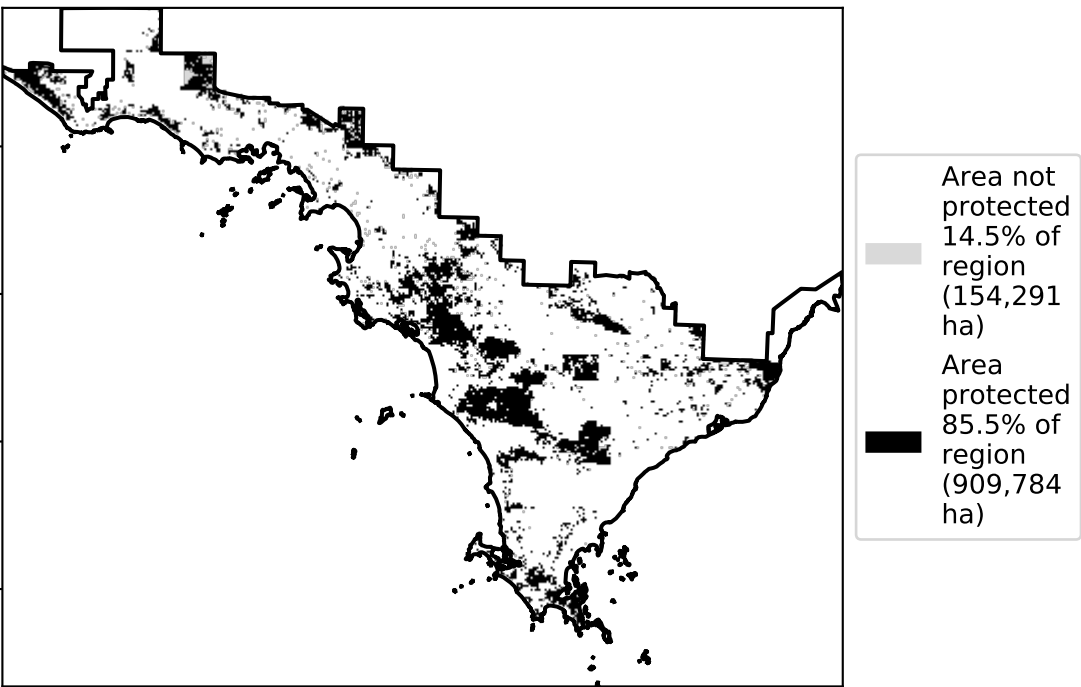 Area not
protected
14.5% of
region
(154,291
ha)
Area
protected
85.5% of
region
(909,784
ha)